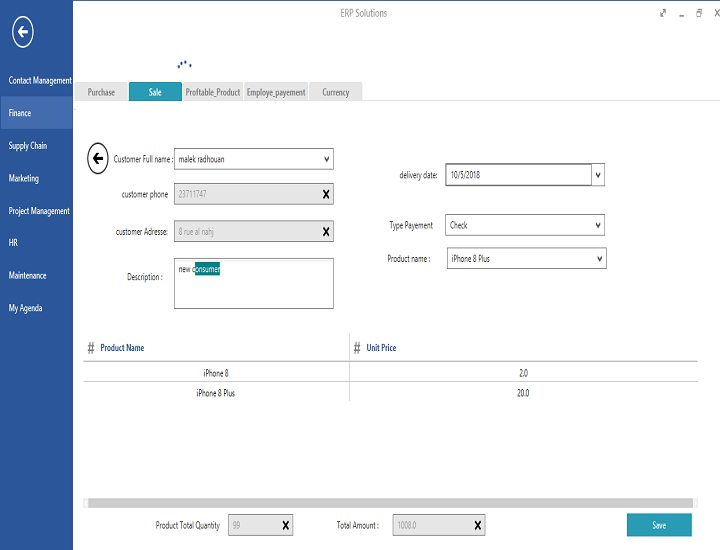 ERP Solutions
Contact Management
Finance
Supply Chain
Marketing
Project Management
HR
Maintenance
My Agenda
Purchase
Sale
Proftable_Product
Employe_payement
Currency
Customer Full name :
malek radhouan
customer phone
23711747
customer Adresse:
8 rue al nahj
Description :
new consumer
delivery date:
10/5/2018
Type Payement
Check
Product name :
iPhone 8 Plus
# Product Name
# Unit Price
iPhone 8
2.0
iPhone 8 Plus
20.0
Product Total Quantity
99
Total Amount :
1008.0
Save